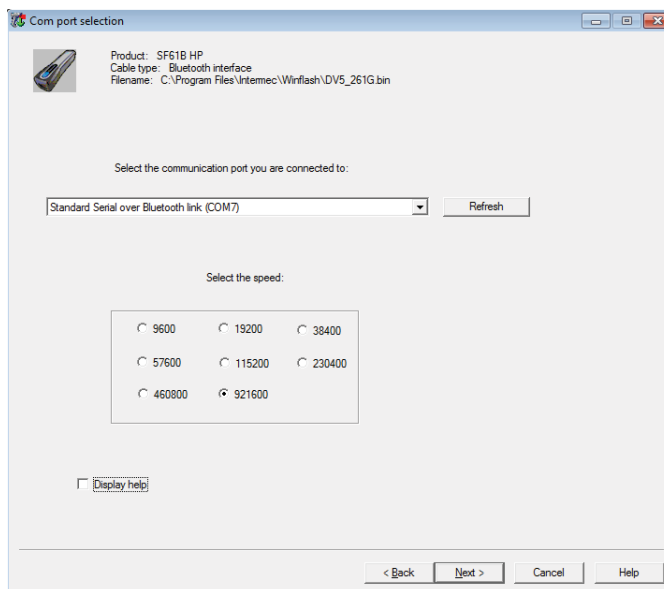 Com port selection
Product: SF61B HP
Cable type: Bluetooth interface
Filename: C:\Program Files\Intermec\Winflash\DV5_261G.bin
Select the communication port you are connected to:
Standard Serial over Bluetooth link (COM7)
Refresh
Select the speed:
9600 19200 38400
57600 115200 230400
460800 921600
Display help
< Back Next > Cancel Help